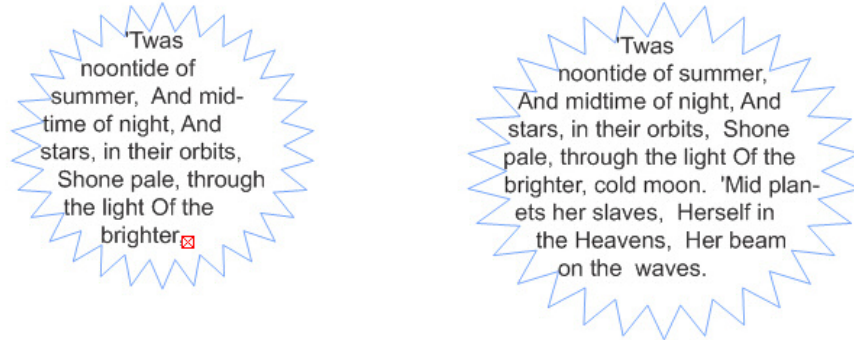 'Twas
noontide of
summer, And mid-
time of night, And
stars, in their orbits,
Shone pale, through
the light Of the
brighter,
'Twas
noontide of summer,
And midtime of night, And
stars, in their orbits, Shone
pale, through the light Of the
brighter, cold moon. 'Mid plan-
ets her slaves, Herself in
the Heavens, Her beam
on the waves.